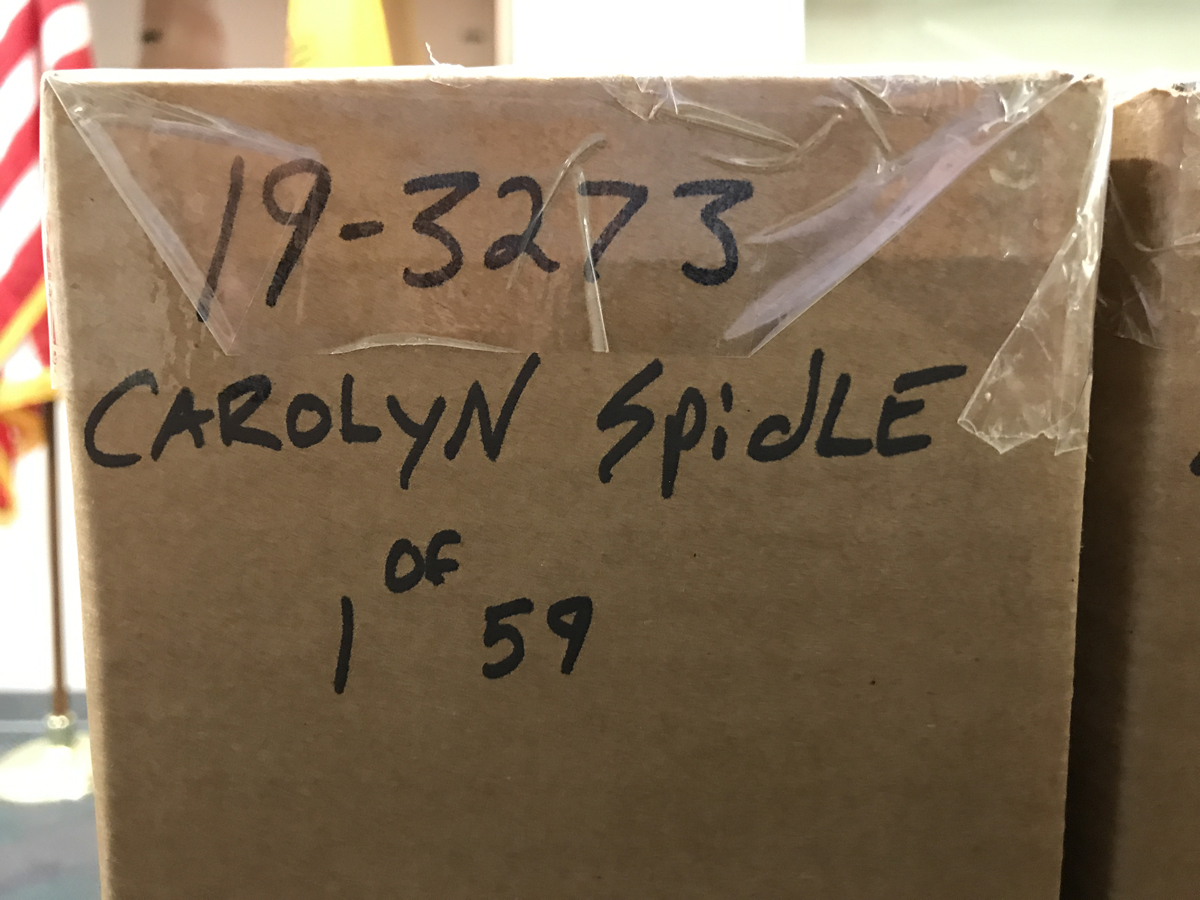 19-3273
CAROLYN SpidLE
OF
1 59